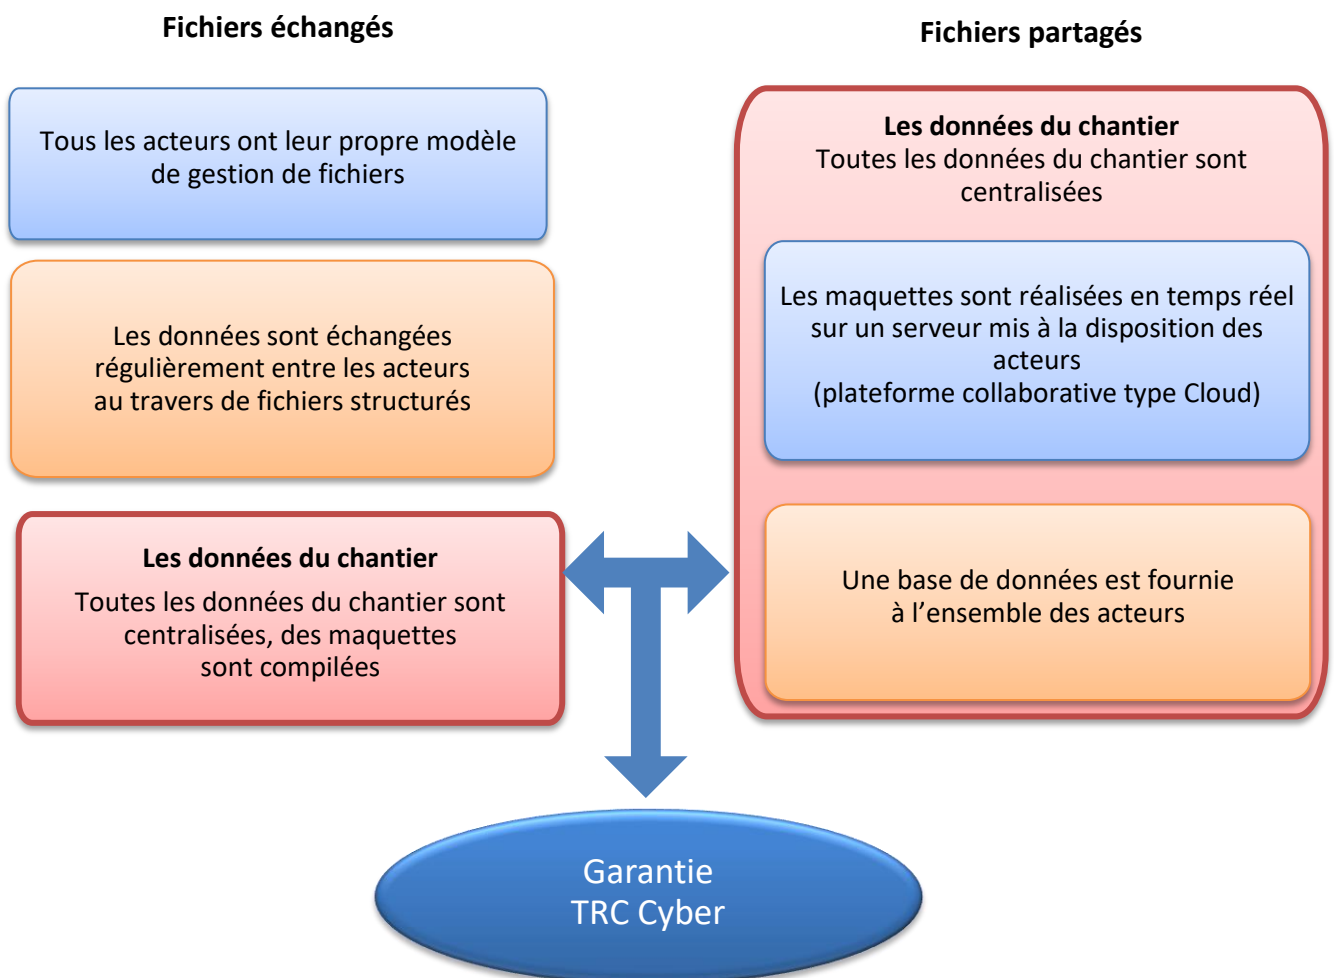 Fichiers échangés
Tous les acteurs ont leur propre modèle
de gestion de fichiers
Les données sont échangées
régulièrement entre les acteurs
au travers de fichiers structurés
Les données du chantier
Toutes les données du chantier sont
centralisées, des maquettes
sont compilées
Fichiers partagés
Les données du chantier
Toutes les données du chantier sont
centralisées
Les maquettes sont réalisées en temps réel
sur un serveur mis à la disposition des
acteurs
(plateforme collaborative type Cloud)
Une base de données est fournie
à l’ensemble des acteurs
Garantie
TRC Cyber